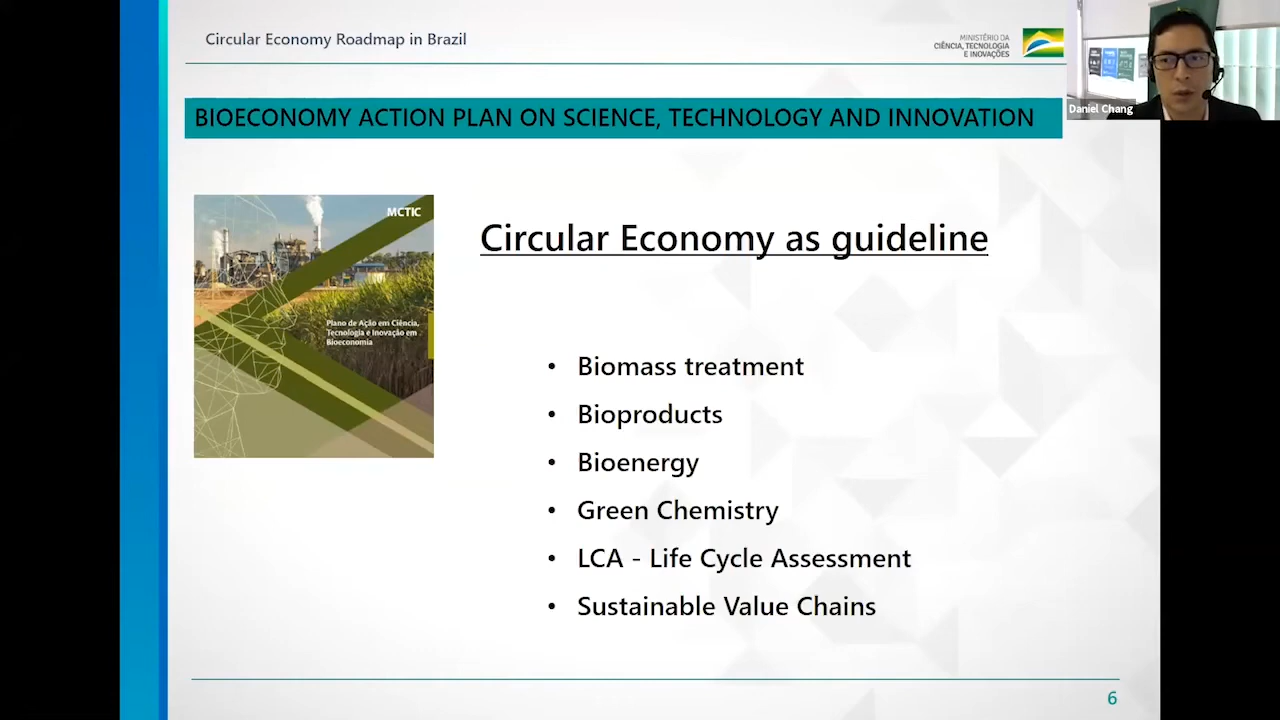 Circular Economy Roadmap in Brazil
MINISTÉRIO DA
CIÊNCIA, TECNOLOGIA
E INOVAÇÕES
Daniel Chang
BIOECONOMY ACTION PLAN ON SCIENCE, TECHNOLOGY AND INNOVATION
MCTIC
Plano de Ação em Ciência,
Tecnologia e Inovação em
Bioeconomia
Circular Economy as guideline
• Biomass treatment
• Bioproducts
• Bioenergy
• Green Chemistry
• LCA - Life Cycle Assessment
• Sustainable Value Chains
6